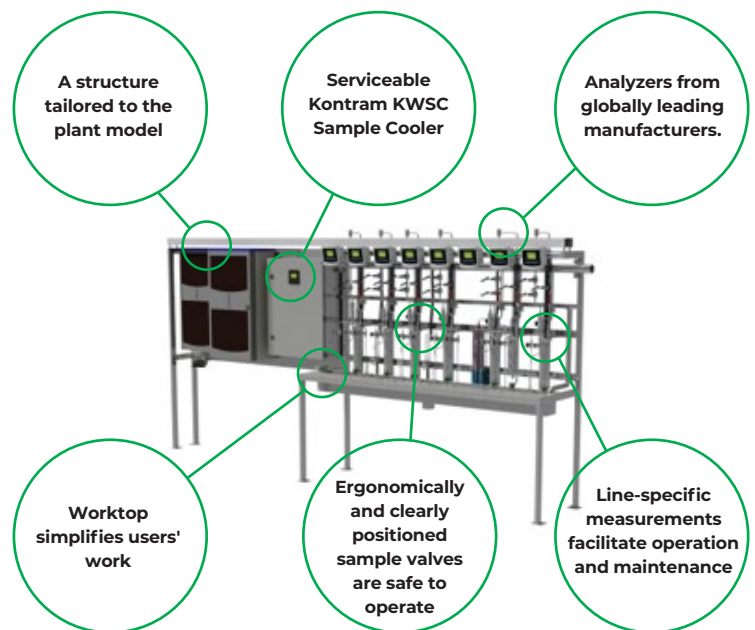 A structure
tailored to the
plant model
Serviceable
Kontram KWSC
Sample Cooler
Analyzers from
globally leading
manufacturers.
Worktop
simplifies users'
work
Ergonomically
and clearly
positioned
sample valves
are safe to
operate
Line-specific
measurements
facilitate operation
and maintenance